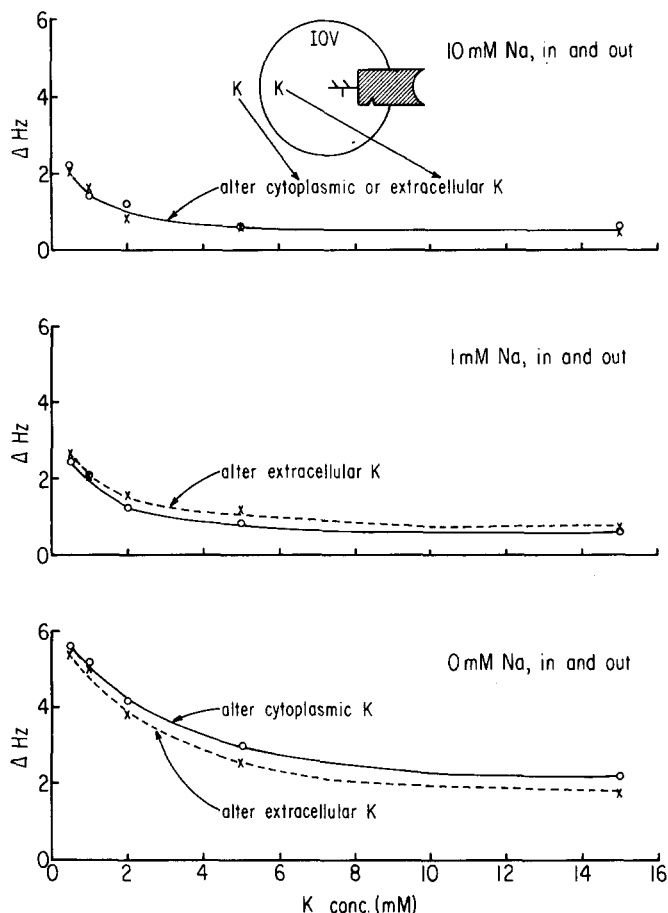 6
4
2
0
Δ Hz
IOV
K
K
10 mM Na, in and out
alter cytoplasmic or extracellular K
6
4
2
0
Δ Hz
1 mM Na, in and out
alter extracellular K
6
4
2
0
Δ Hz
0 mM Na, in and out
alter cytoplasmic K
alter extracellular K
0 2 4 6 8 10 12 14 16
K conc. (mM)